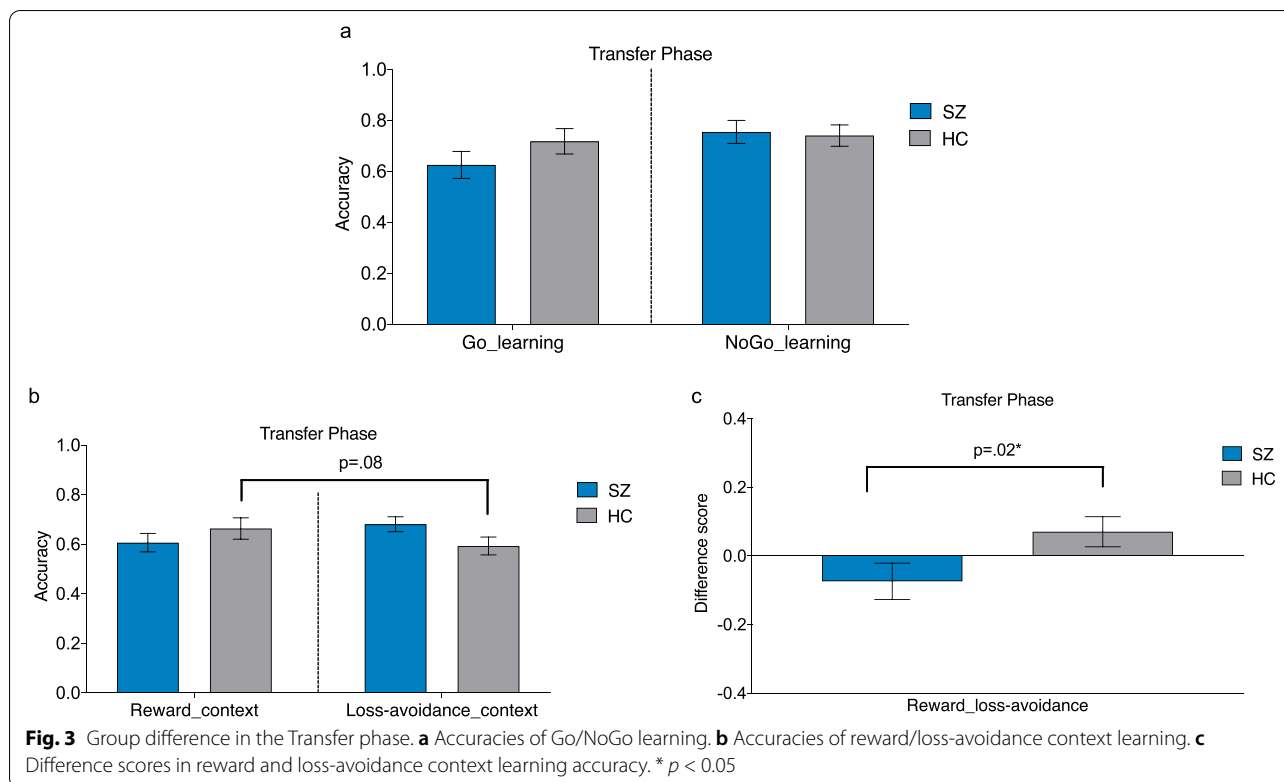 a
Transfer Phase
1.0
0.8
0.6
0.4
0.2
0.0
Accuracy
Go_learning
NoGo_learning
SZ
HC
b
Transfer Phase
p=.08
1.0
0.8
0.6
0.4
0.2
0.0
Accuracy
Reward_context
Loss-avoidance_context
SZ
HC
c
Transfer Phase
p=.02*
0.4
0.2
0.0
-0.2
-0.4
Difference score
Reward_loss-avoidance
SZ
HC
Fig. 3 Group difference in the Transfer phase. a Accuracies of Go/NoGo learning. b Accuracies of reward/loss-avoidance context learning. c
Difference scores in reward and loss-avoidance context learning accuracy. * p < 0.05